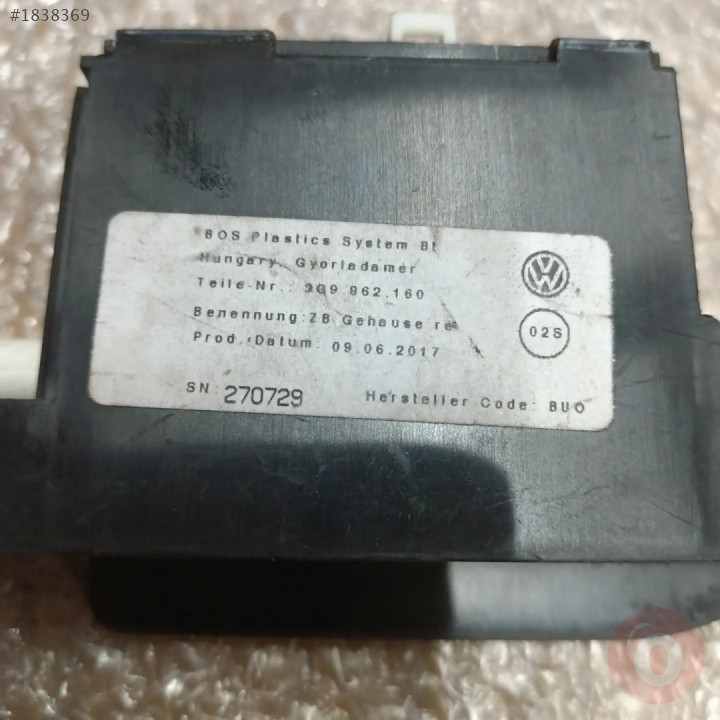 #1838369
BOS Plastics System Bt
Hungary, Gyorladamer
Teile-Nr.: 3G9.862.160
Benennung:ZB Gehause re
Prod.-Datum: 09.06.2017
SN: 270729
Hersteller Code: BUO
VW
02S